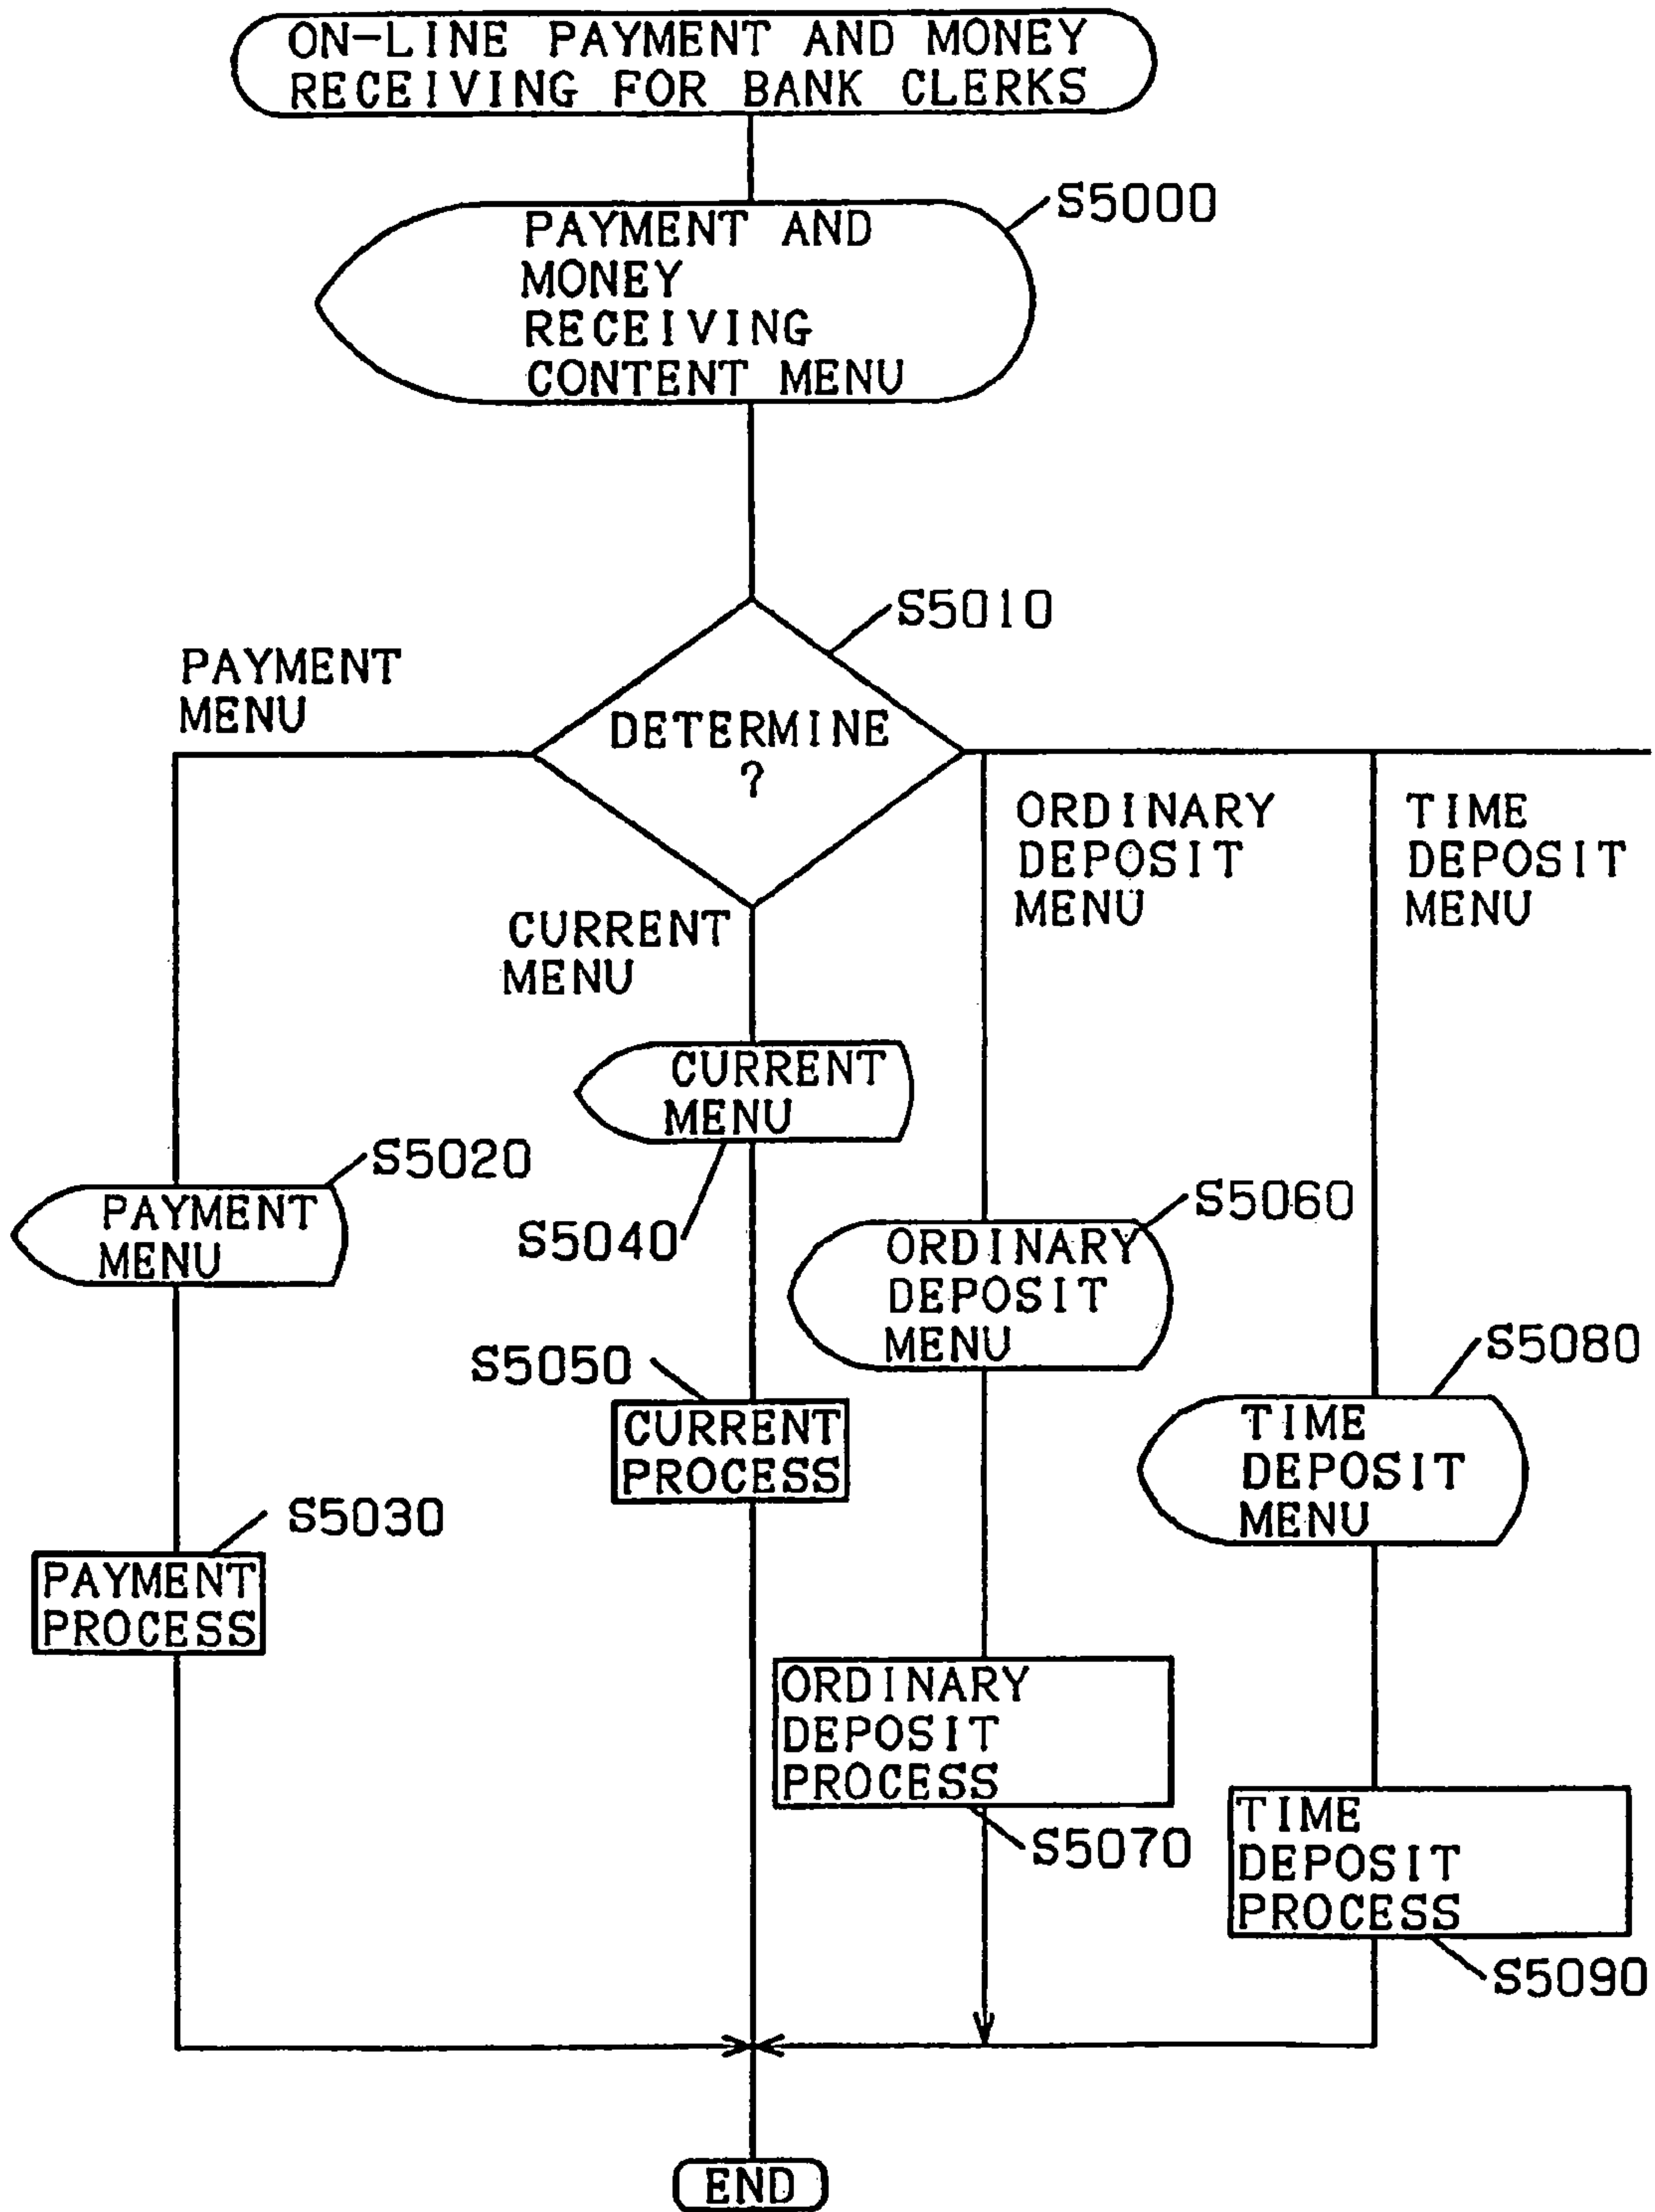 ON-LINE PAYMENT AND MONEY
RECEIVING FOR BANK CLERKS
S5000
PAYMENT AND
MONEY
RECEIVING
CONTENT MENU
S5010
PAYMENT
MENU
DETERMINE
?
ORDINARY
DEPOSIT
MENU
TIME
DEPOSIT
MENU
CURRENT
MENU
CURRENT
MENU
S5040
S5020
PAYMENT
MENU
S5060
ORDINARY
DEPOSIT
MENU
S5050
CURRENT
PROCESS
S5080
TIME
DEPOSIT
MENU
S5030
PAYMENT
PROCESS
ORDINARY
DEPOSIT
PROCESS
S5070
TIME
DEPOSIT
PROCESS
S5090
END